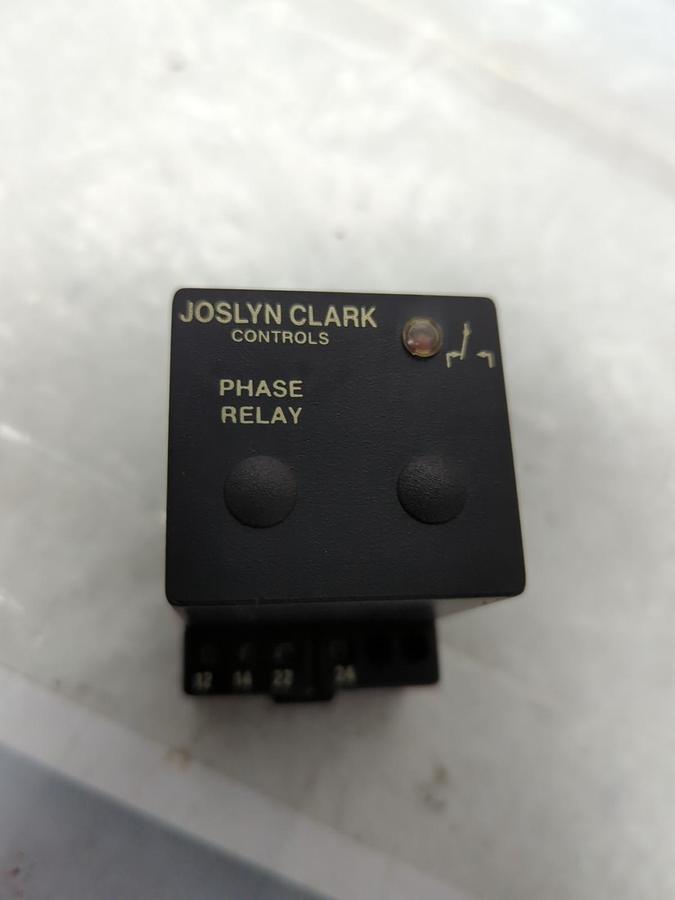 JOSLYN CLARK
CONTROLS
PHASE
RELAY
12 14 22 24